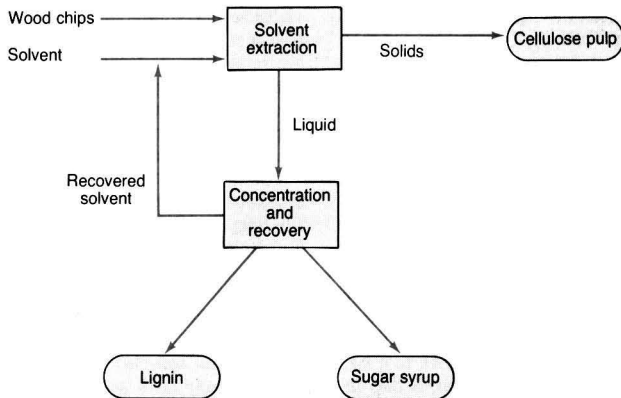 Wood chips
Solvent
Solvent
extraction
Solids
Cellulose pulp
Liquid
Recovered
solvent
Concentration
and
recovery
Lignin
Sugar syrup